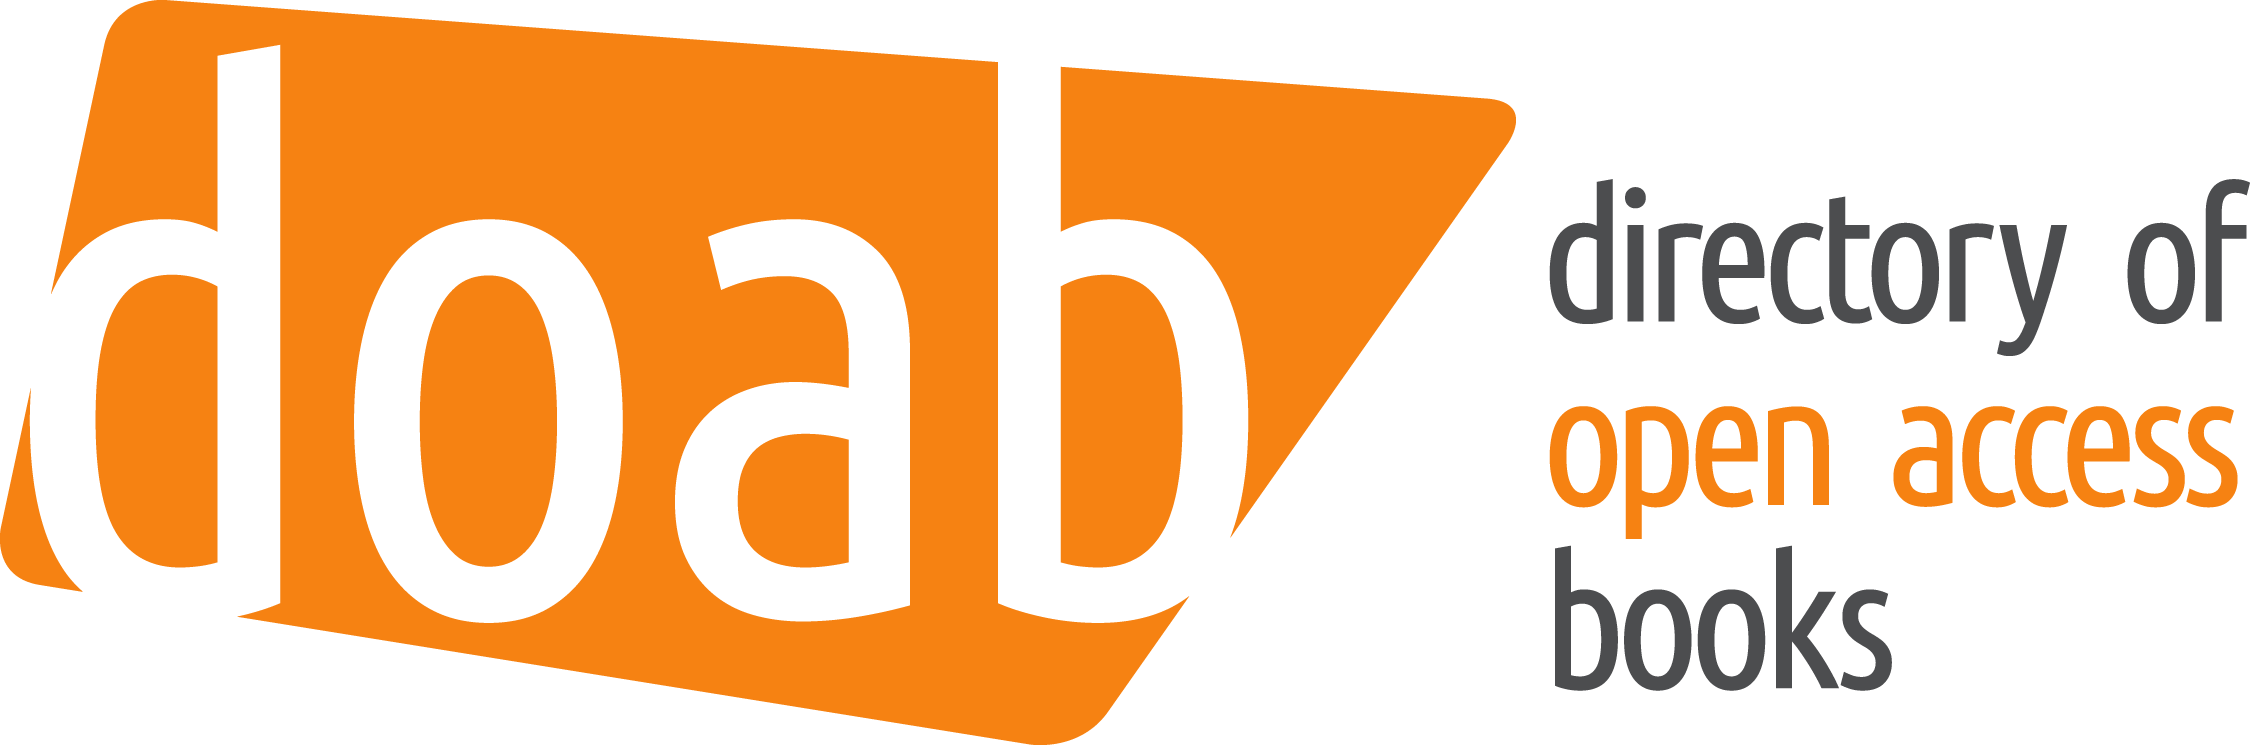 doab
directory of
open access
books